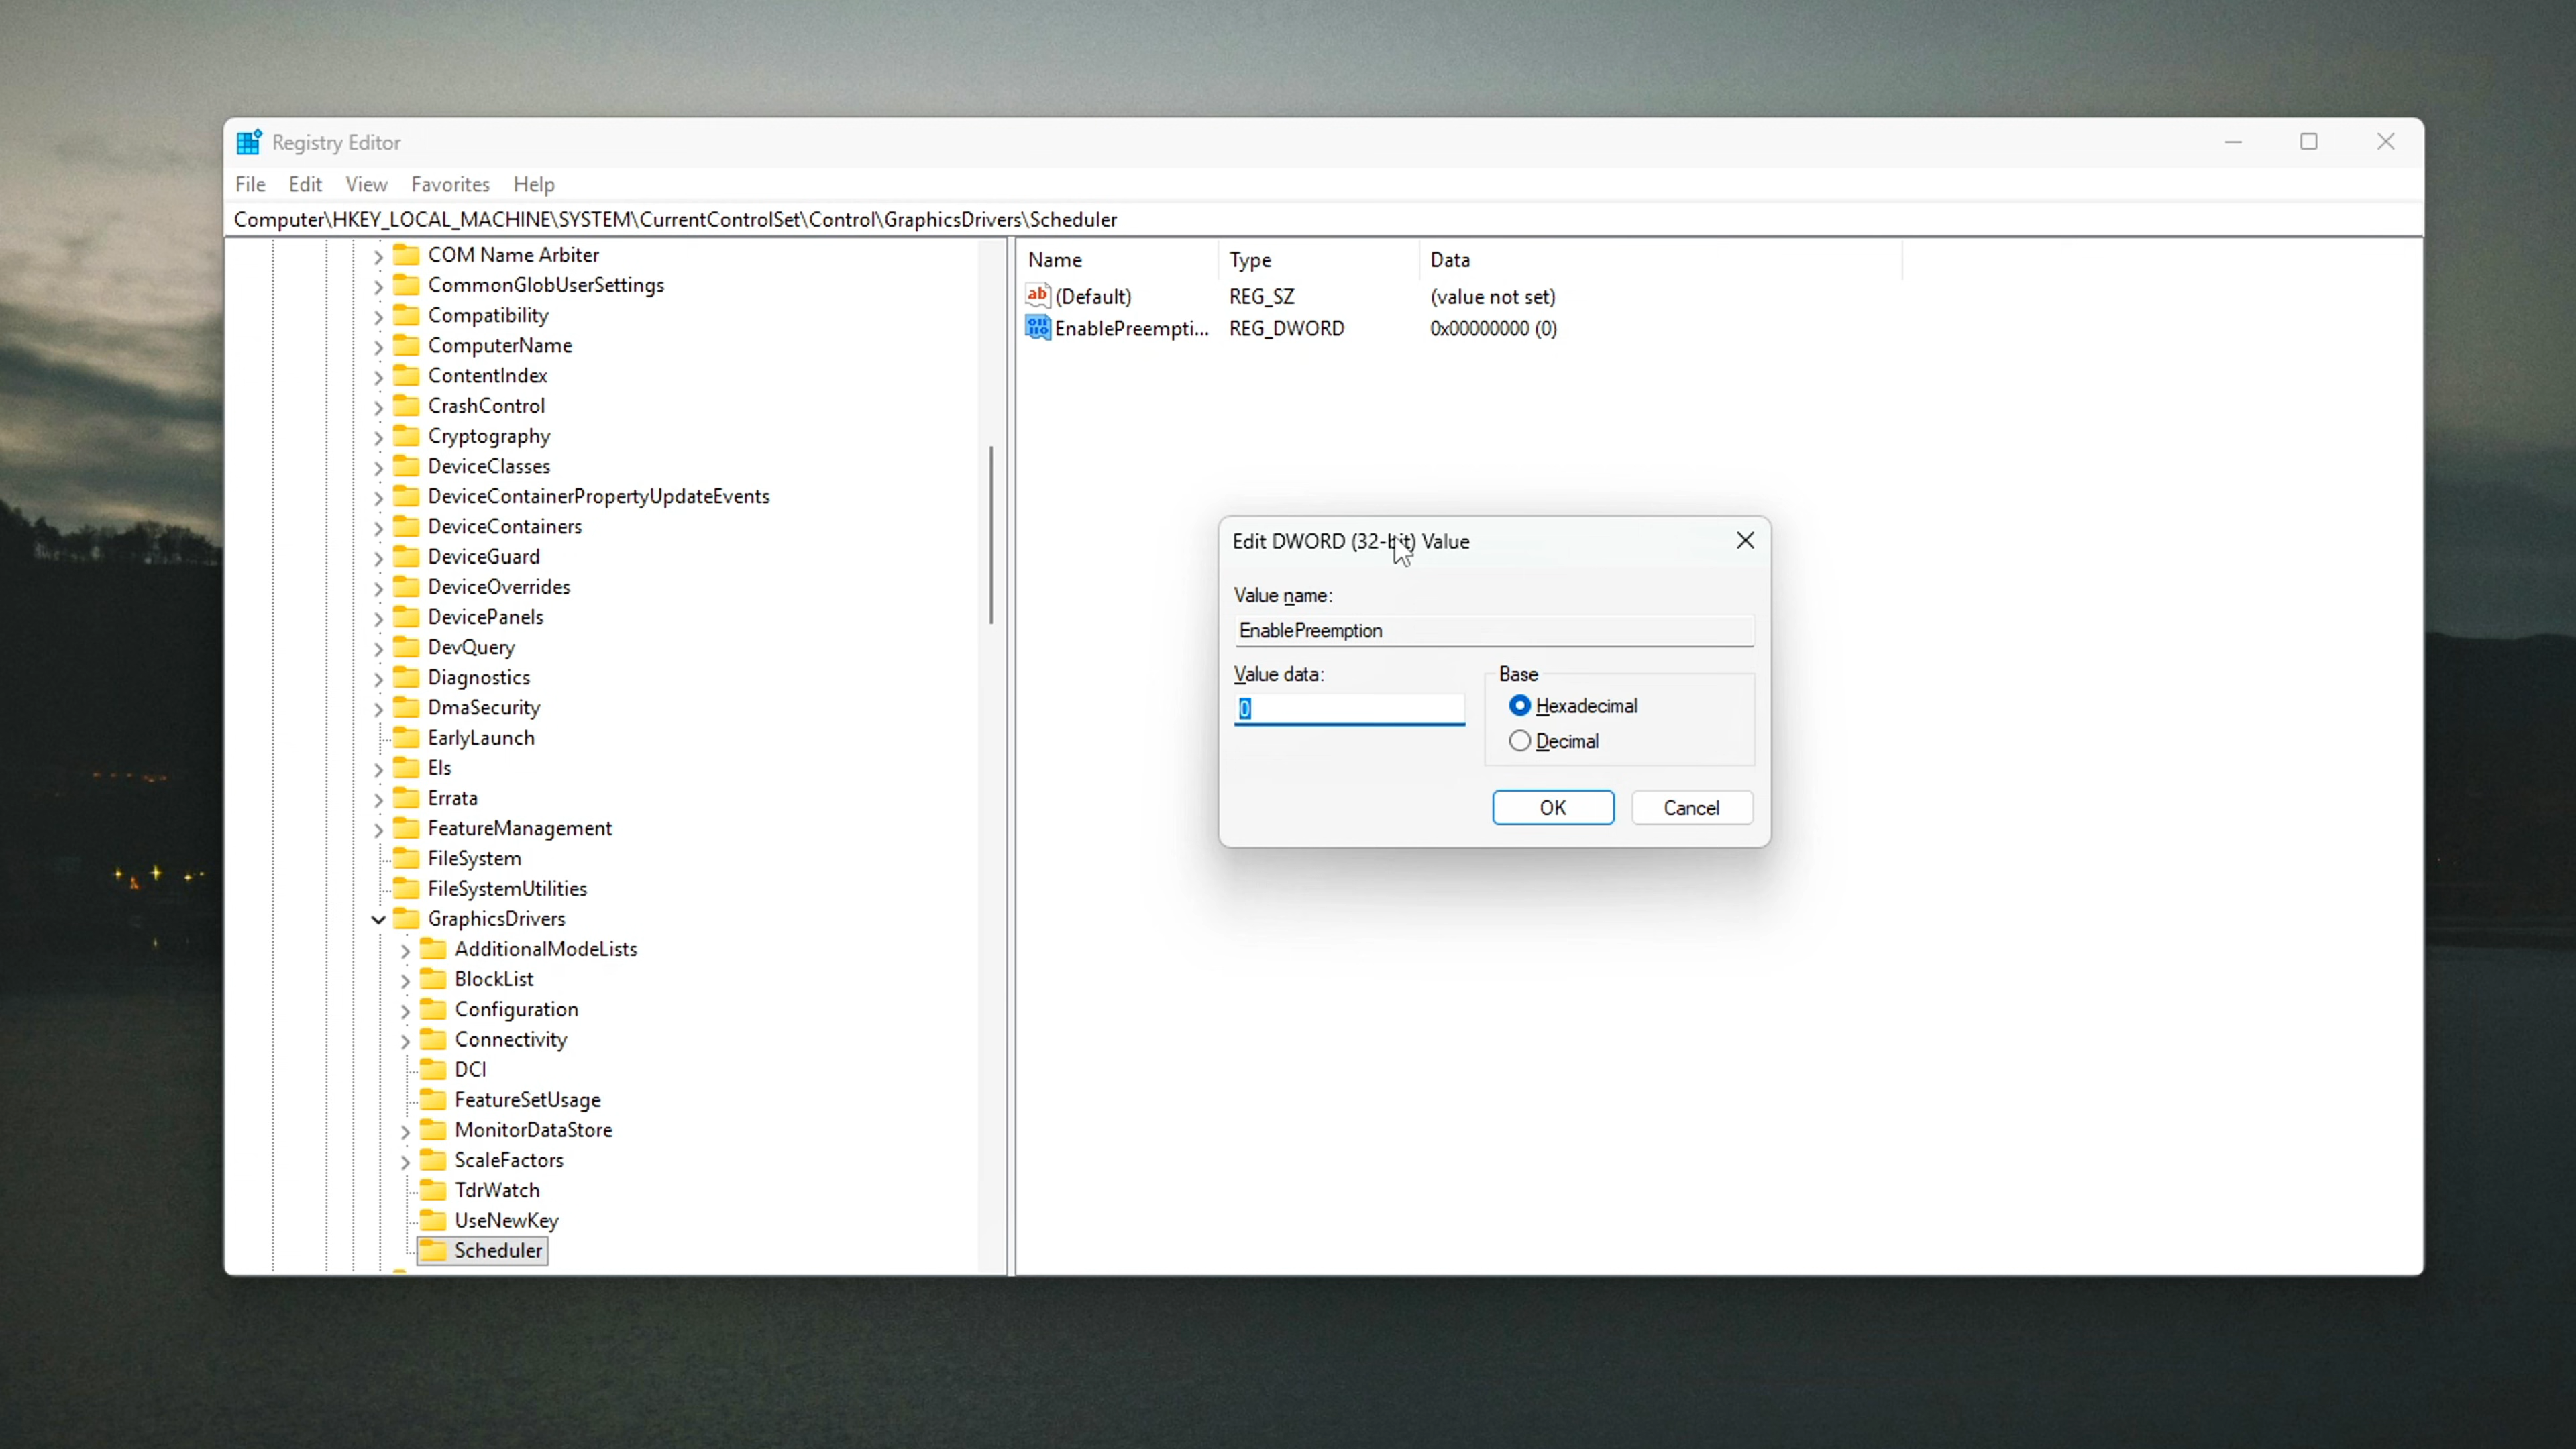 Registry Editor
File Edit View Favorites Help
Computer\HKEY_LOCAL_MACHINE\SYSTEM\CurrentControlSet\Control\GraphicsDrivers\Scheduler
COM Name Arbiter
CommonGlobUserSettings
Compatibility
ComputerName
ContentIndex
CrashControl
Cryptography
DeviceClasses
DeviceContainerPropertyUpdateEvents
DeviceContainers
DeviceGuard
DeviceOverrides
DevicePanels
DevQuery
Diagnostics
DmaSecurity
EarlyLaunch
Els
Errata
FeatureManagement
FileSystem
FileSystemUtilities
GraphicsDrivers
AdditionalModeLists
BlockList
Configuration
Connectivity
DCI
FeatureSetUsage
MonitorDataStore
ScaleFactors
TdrWatch
UseNewKey
Scheduler
Name Type Data
(Default) REG_SZ (value not set)
EnablePreempti... REG_DWORD 0x00000000 (0)
Edit DWORD (32-bit) Value
Value name:
EnablePreemption
Value data:
0
Base
Hexadecimal
Decimal
OK Cancel